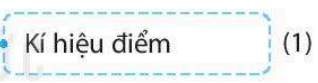 Kí hiệu điểm (1)